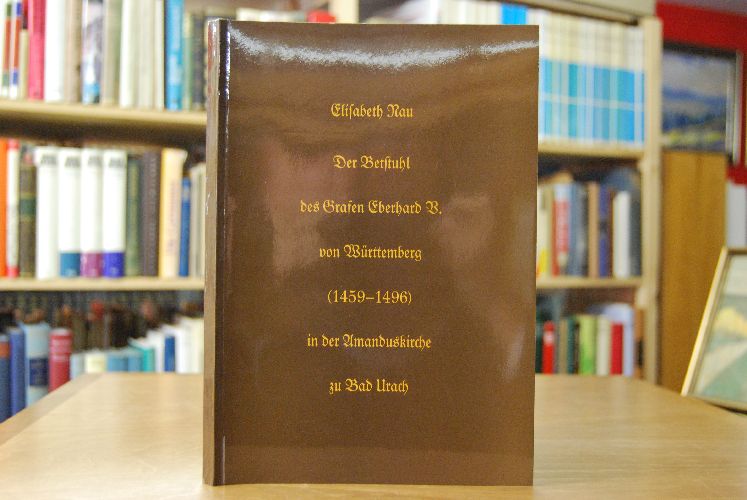 Elisabeth Nau
Der Betstuhl
des Grafen Eberhard V.
von Württemberg
(1459–1496)
in der Amanduskirche
zu Bad Urach